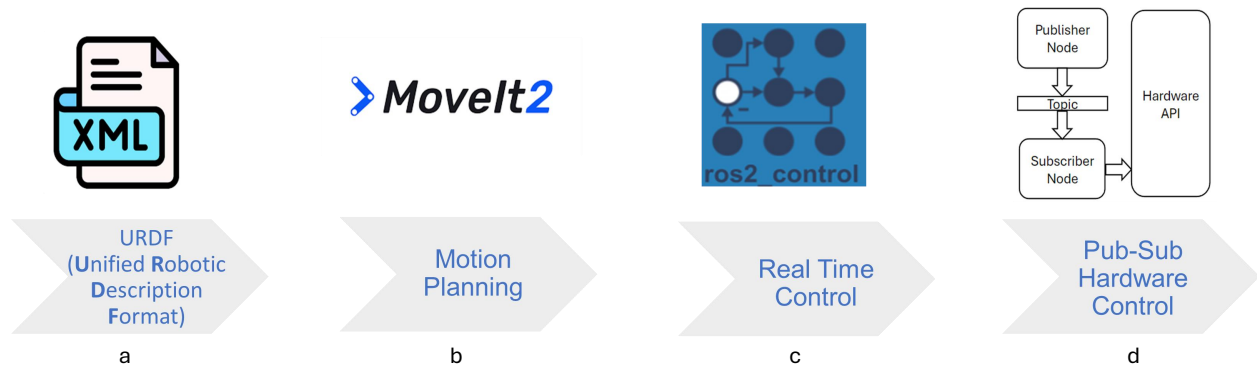 XML
MoveIt2
ros2_control
Publisher
Node
Topic
Subscriber
Node
Hardware
API
URDF
(Unified Robotic
Description
Format)
Motion
Planning
Real Time
Control
Pub-Sub
Hardware
Control
a
b
c
d